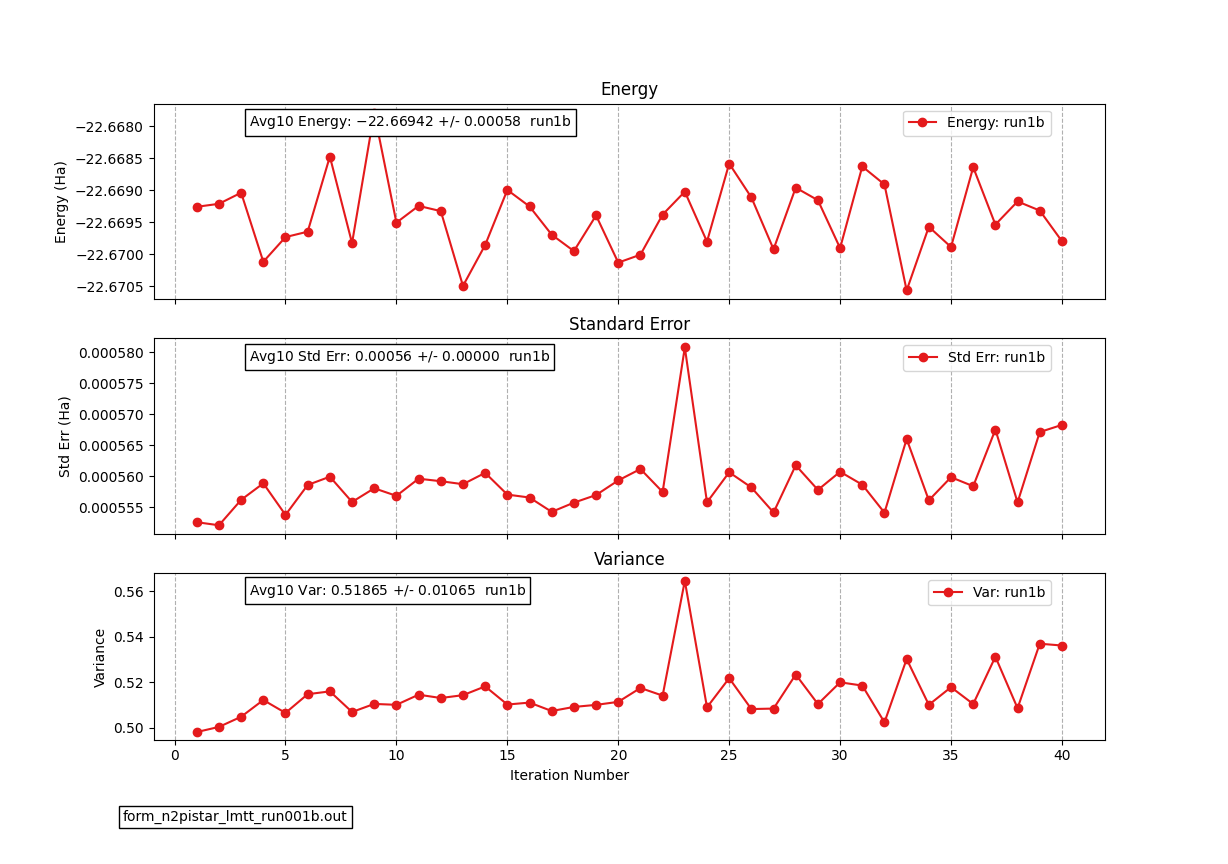 Energy
Avg10 Energy: −22.66942 +/- 0.00058 run1b
Energy: run1b
−22.6680
−22.6685
−22.6690
−22.6695
−22.6700
−22.6705
Energy (Ha)
Standard Error
Avg10 Std Err: 0.00056 +/- 0.00000 run1b
Std Err: run1b
0.000580
0.000575
0.000570
0.000565
0.000560
0.000555
Std Err (Ha)
Variance
Avg10 Var: 0.51865 +/- 0.01065 run1b
Var: run1b
0.56
0.54
0.52
0.50
Variance
0 5 10 15 20 25 30 35 40
Iteration Number
form_n2pistar_lmtt_run001b.out